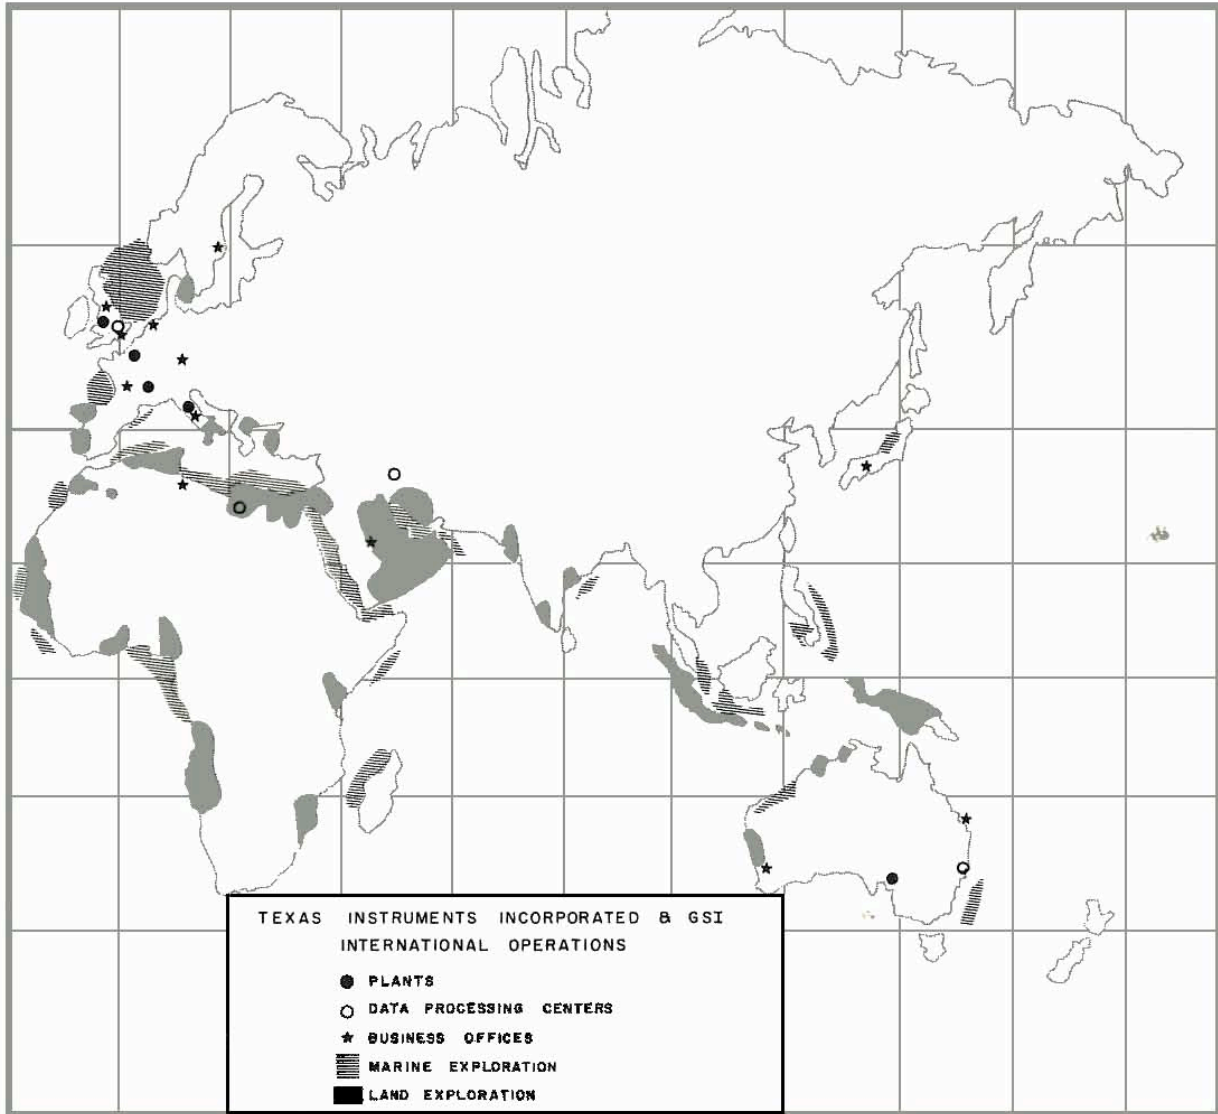 TEXAS INSTRUMENTS INCORPORATED & GSI
INTERNATIONAL OPERATIONS
PLANTS
DATA PROCESSING CENTERS
BUSINESS OFFICES
MARINE EXPLORATION
LAND EXPLORATION